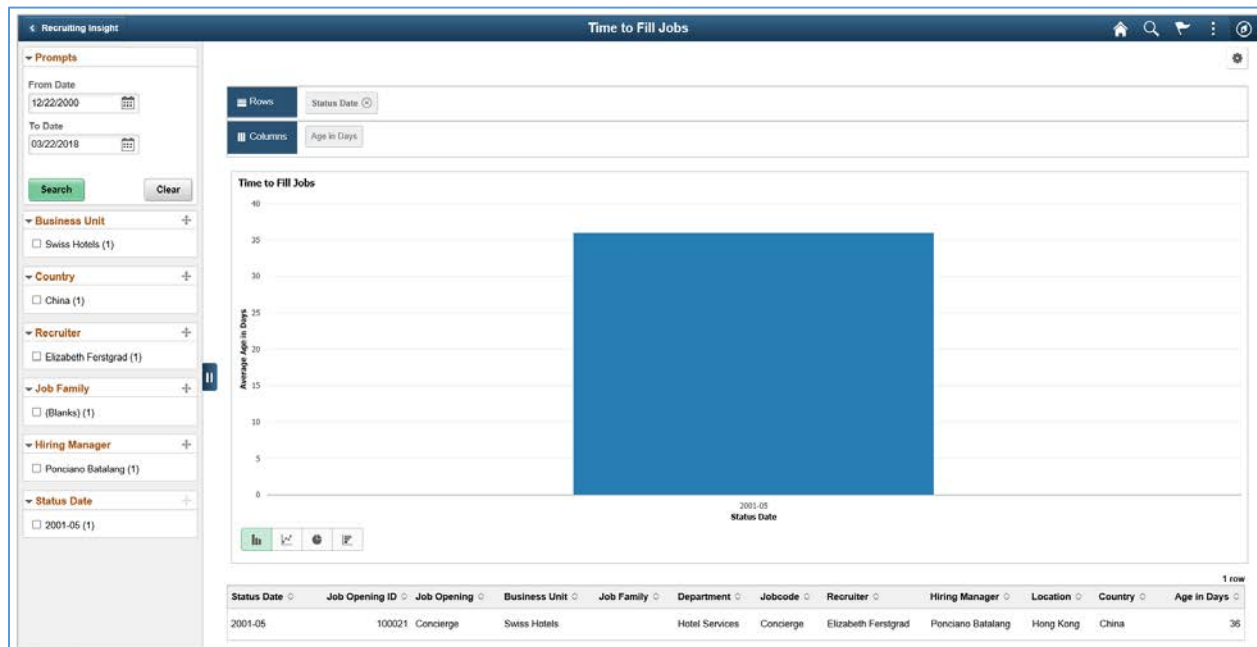 Recruiting Insight
Time to Fill Jobs
Prompts
From Date
12/22/2000
To Date
03/22/2018
Search Clear
Business Unit
Swiss Hotels (1)
Country
China (1)
Recruiter
Elizabeth Ferstgrad (1)
Job Family
(Blanks) (1)
Hiring Manager
Ponciano Batalang (1)
Status Date
2001-05 (1)
Rows Status Date
Columns Age in Days
Time to Fill Jobs
40
35
30
25
20
15
10
5
0
Average Age in Days
2001-05
Status Date
1 row
Status Date Job Opening ID Job Opening Business Unit Job Family Department Jobcode Recruiter Hiring Manager Location Country Age in Days
2001-05 100021 Concierge Swiss Hotels Hotel Services Concierge Elizabeth Ferstgrad Ponciano Batalang Hong Kong China 36